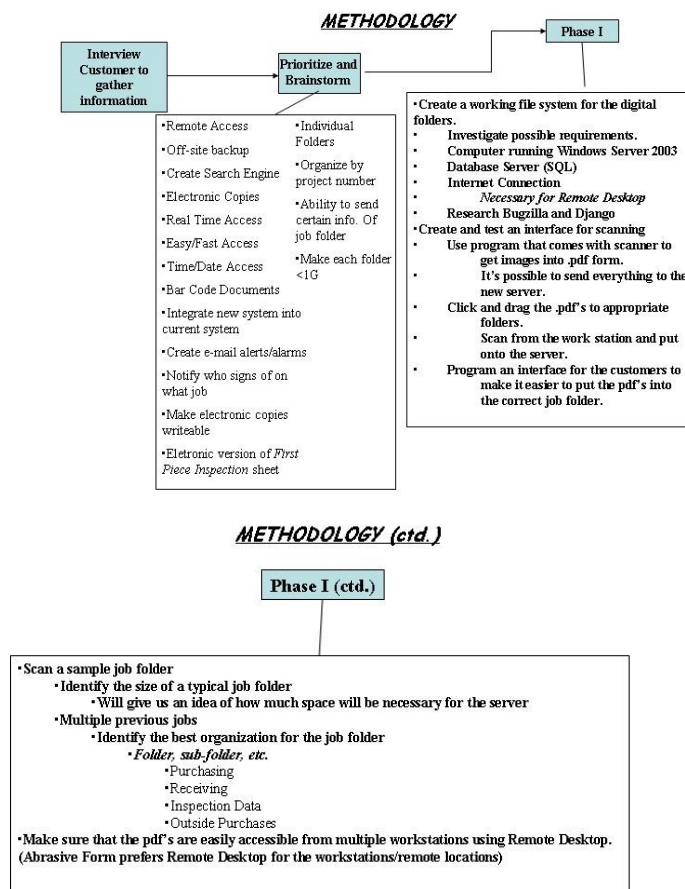 METHODOLOGY
Interview
Customer to
gather
information
Prioritize and
Brainstorm
Phase I
•Remote Access
•Off-site backup
•Create Search Engine
•Electronic Copies
•Real Time Access
•Easy/Fast Access
•Time/Date Access
•Bar Code Documents
•Integrate new system into
current system
•Create e-mail alerts/alarms
•Notify who signs of on
what job
•Make electronic copies
writeable
•Eletronic version of First
Piece Inspection sheet
•Individual
Folders
•Organize by
project number
•Ability to send
certain info. Of
job folder
•Make each folder
<1G
•Create a working file system for the digital
folders.
• Investigate possible requirements.
• Computer running Windows Server 2003
• Database Server (SQL)
• Internet Connection
• Necessary for Remote Desktop
• Research Bugzilla and Django
•Create and test an interface for scanning
• Use program that comes with scanner to
get images into .pdf form.
• It's possible to send everything to the
new server.
• Click and drag the .pdf's to appropriate
folders.
• Scan from the work station and put
onto the server.
• Program an interface for the customers to
make it easier to put the pdf's into
the correct job folder.
METHODOLOGY (ctd.)
Phase I (ctd.)
•Scan a sample job folder
•Identify the size of a typical job folder
•Will give us an idea of how much space will be necessary for the server
•Multiple previous jobs
•Identify the best organization for the job folder
•Folder, sub-folder, etc.
•Purchasing
•Receiving
•Inspection Data
•Outside Purchases
•Make sure that the pdf's are easily accessible from multiple workstations using Remote Desktop.
(Abrasive Form prefers Remote Desktop for the workstations/remote locations)